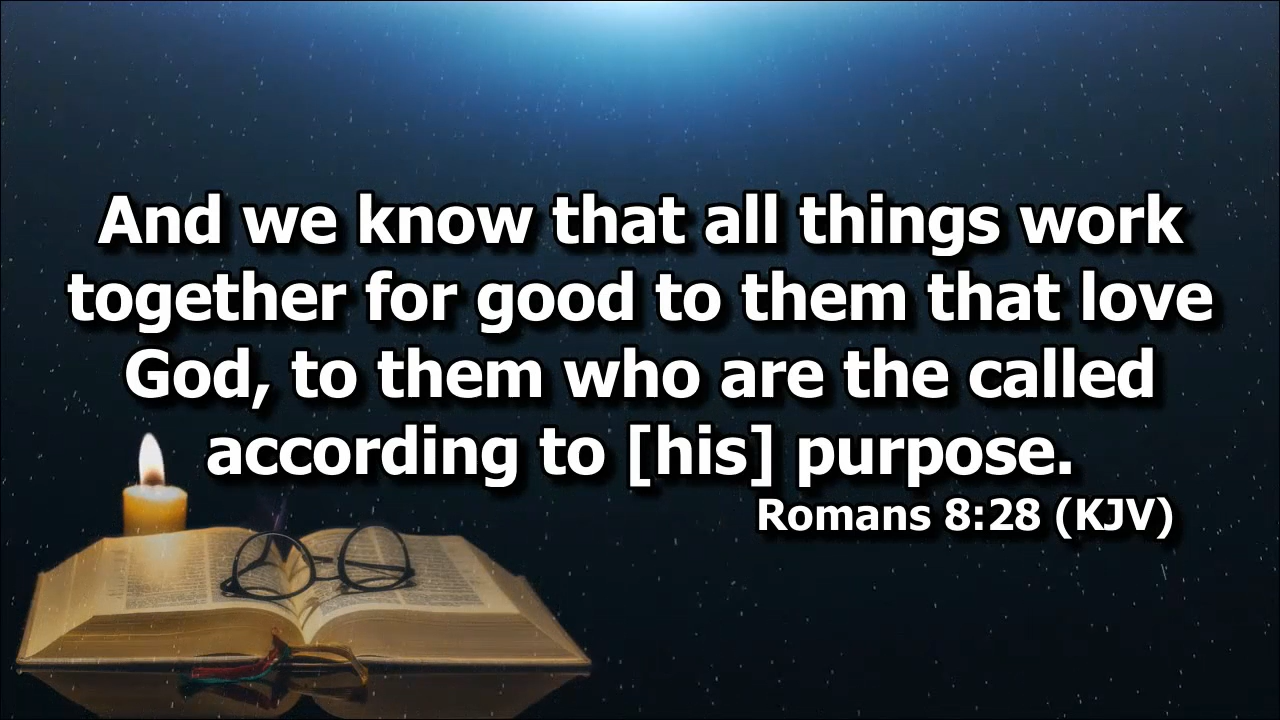 And we know that all things work
together for good to them that love
God, to them who are the called
according to [his] purpose.
Romans 8:28 (KJV)